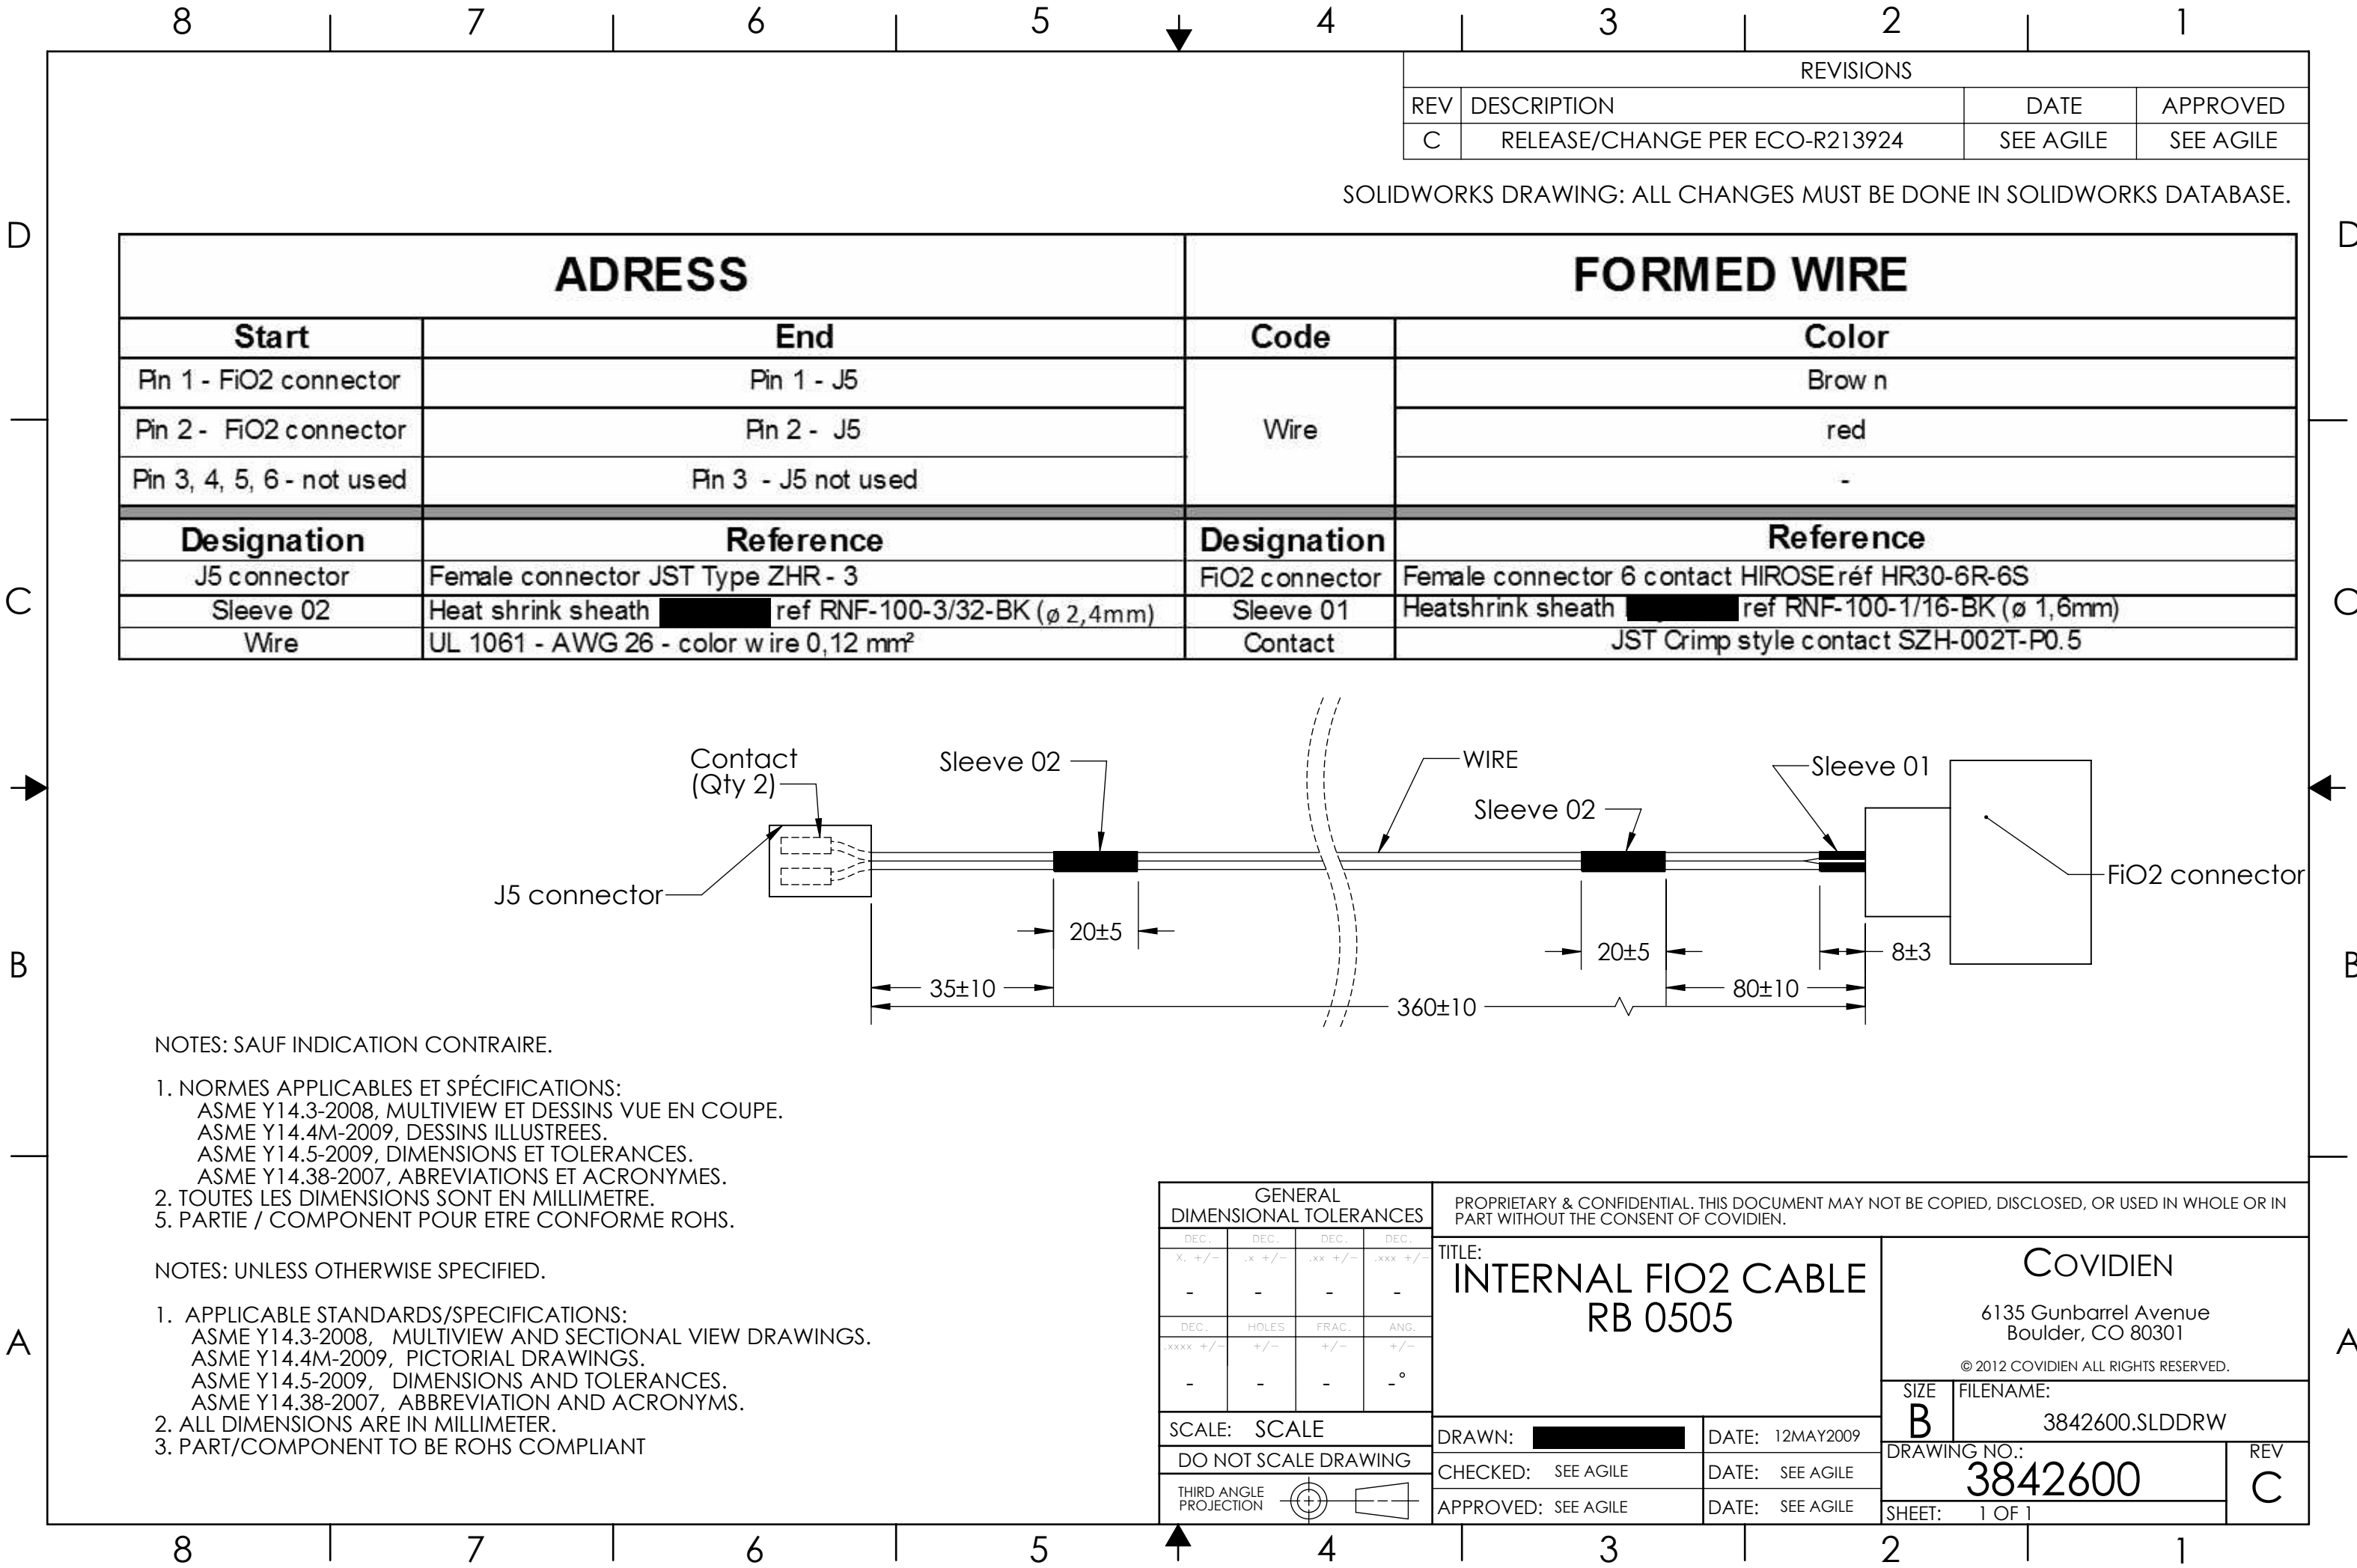 8 7 6 5 4 3 2 1
REVISIONS
REV DESCRIPTION DATE APPROVED
C RELEASE/CHANGE PER ECO-R213924 SEE AGILE SEE AGILE
SOLIDWORKS DRAWING: ALL CHANGES MUST BE DONE IN SOLIDWORKS DATABASE.
D D
ADRESS FORMED WIRE
Start End Code Color
Pin 1 - FiO2 connector Pin 1 - J5 Brow n
Pin 2 - FiO2 connector Pin 2 - J5 Wire red
Pin 3, 4, 5, 6 - not used Pin 3 - J5 not used -
Designation Reference Designation Reference
J5 connector Female connector JST Type ZHR - 3 FiO2 connector Female connector 6 contact HIROSE réf HR30-6R-6S
C C
Sleeve 02 Heat shrink sheath ref RNF-100-3/32-BK (ø 2,4mm) Sleeve 01 Heatshrink sheath ref RNF-100-1/16-BK (ø 1,6mm)
Wire UL 1061 - AWG 26 - color w ire 0,12 mm² Contact JST Crimp style contact SZH-002T-P0.5
Contact
(Qty 2)
Sleeve 02
WIRE
Sleeve 01
Sleeve 02
J5 connector
FiO2 connector
20±5
20±5
8±3
35±10
80±10
360±10
B B
NOTES: SAUF INDICATION CONTRAIRE.
1. NORMES APPLICABLES ET SPÉCIFICATIONS:
ASME Y14.3-2008, MULTIVIEW ET DESSINS VUE EN COUPE.
ASME Y14.4M-2009, DESSINS ILLUSTREES.
ASME Y14.5-2009, DIMENSIONS ET TOLERANCES.
ASME Y14.38-2007, ABREVIATIONS ET ACRONYMES.
2. TOUTES LES DIMENSIONS SONT EN MILLIMETRE.
5. PARTIE / COMPONENT POUR ETRE CONFORME ROHS.
NOTES: UNLESS OTHERWISE SPECIFIED.
1. APPLICABLE STANDARDS/SPECIFICATIONS:
ASME Y14.3-2008, MULTIVIEW AND SECTIONAL VIEW DRAWINGS.
ASME Y14.4M-2009, PICTORIAL DRAWINGS.
ASME Y14.5-2009, DIMENSIONS AND TOLERANCES.
ASME Y14.38-2007, ABBREVIATION AND ACRONYMS.
2. ALL DIMENSIONS ARE IN MILLIMETER.
3. PART/COMPONENT TO BE ROHS COMPLIANT
A A
GENERAL
DIMENSIONAL TOLERANCES
DEC. DEC. DEC. DEC.
X. +/- .x +/- .xx +/- .xxx +/-
- - - -
DEC. HOLES FRAC. ANG.
.xxxx +/- +/- +/- +/-
- - - -°
SCALE: SCALE
DO NOT SCALE DRAWING
THIRD ANGLE
PROJECTION
PROPRIETARY & CONFIDENTIAL. THIS DOCUMENT MAY NOT BE COPIED, DISCLOSED, OR USED IN WHOLE OR IN
PART WITHOUT THE CONSENT OF COVIDIEN.
TITLE:
INTERNAL FIO2 CABLE
RB 0505
COVIDIEN
6135 Gunbarrel Avenue
Boulder, CO 80301
© 2012 COVIDIEN ALL RIGHTS RESERVED.
SIZE
B
FILENAME:
3842600.SLDDRW
DRAWN: DATE: 12MAY2009
CHECKED: SEE AGILE DATE: SEE AGILE
APPROVED: SEE AGILE DATE: SEE AGILE
DRAWING NO.:
3842600
REV
C
SHEET: 1 OF 1
8 7 6 5 4 3 2 1